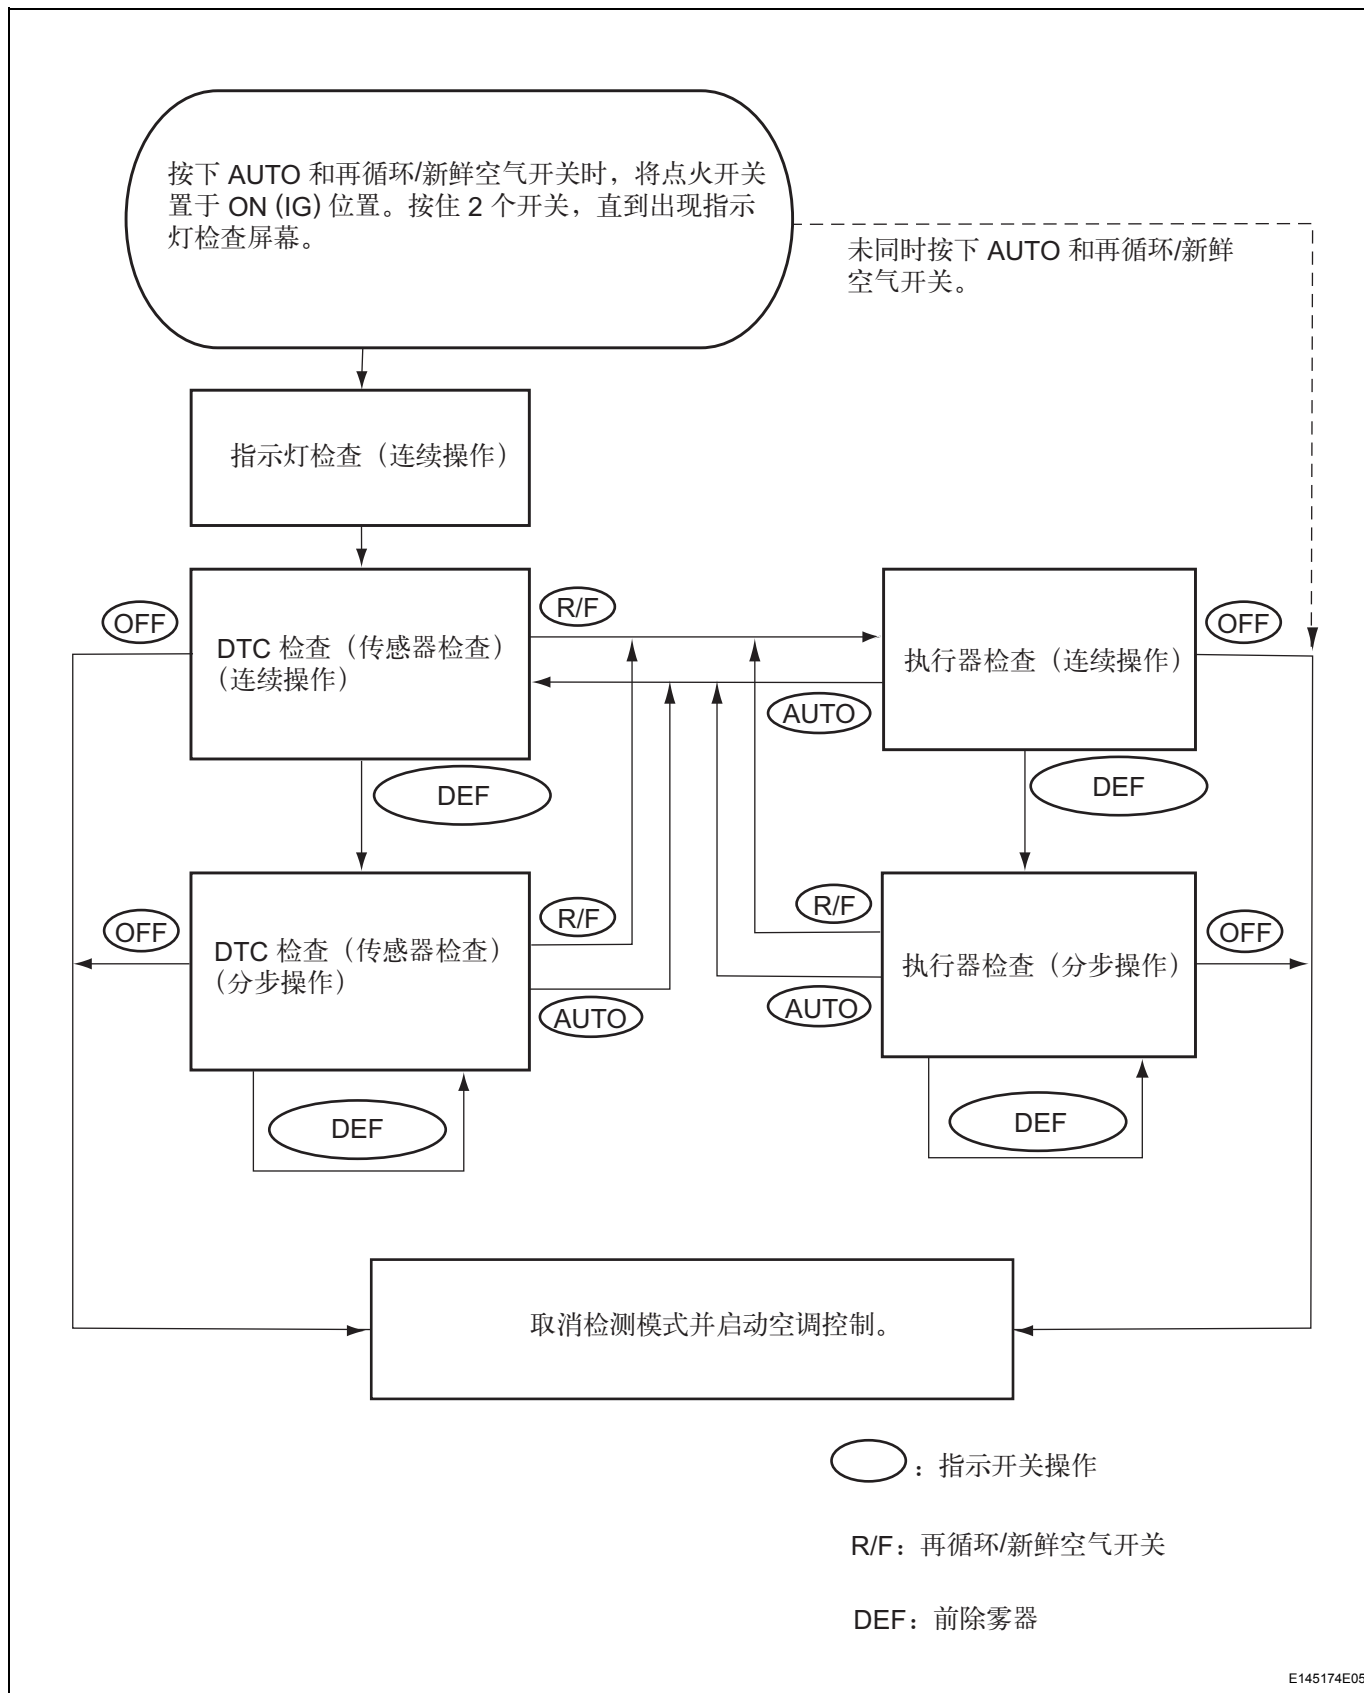 按下 AUTO 和再循环/新鲜空气开关时，将点火开关
置于 ON (IG) 位置。按住 2 个开关，直到出现指示
灯检查屏幕。
未同时按下 AUTO 和再循环/新鲜
空气开关。
指示灯检查（连续操作）
OFF
DTC 检查（传感器检查）
（连续操作）
R/F
AUTO
执行器检查（连续操作）
OFF
DEF
DEF
OFF
DTC 检查（传感器检查）
（分步操作）
R/F
AUTO
R/F
AUTO
执行器检查（分步操作）
OFF
DEF
DEF
取消检测模式并启动空调控制。
：指示开关操作
R/F：再循环/新鲜空气开关
DEF：前除雾器
E145174E05